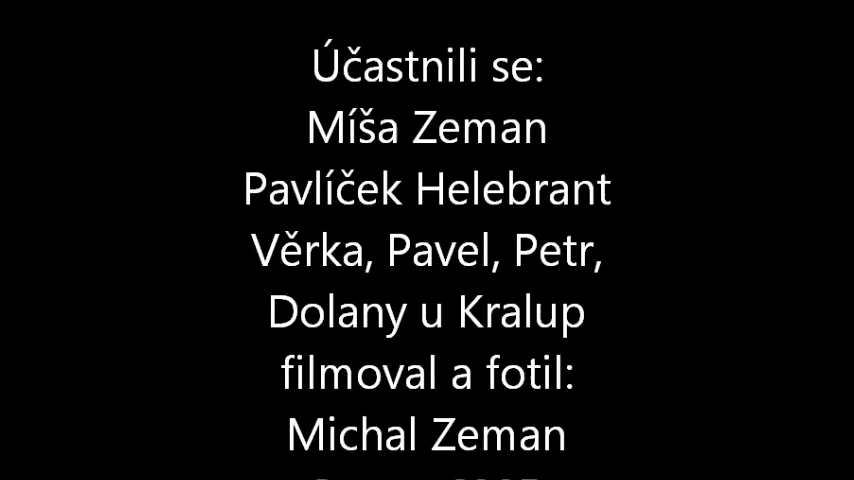 Účastnili se:
Míša Zeman
Pavlíček Helebrant
Věrka, Pavel, Petr,
Dolany u Kralup
filmoval a fotil:
Michal Zeman